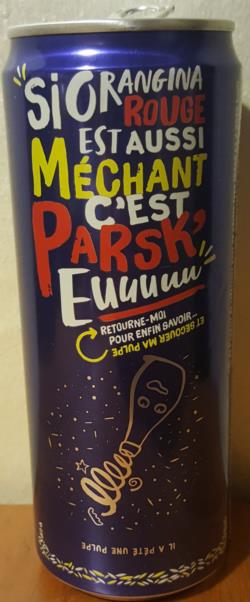 SI ORANGINA
ROUGE
EST AUSSI
MÉCHANT
C'EST
PARSK'
EUUUUUU
RETOURNE-MOI
POUR ENFIN SAVOIR...
ET SECOUER MA PULPE
IL A PÉTÉ UNE PULPE